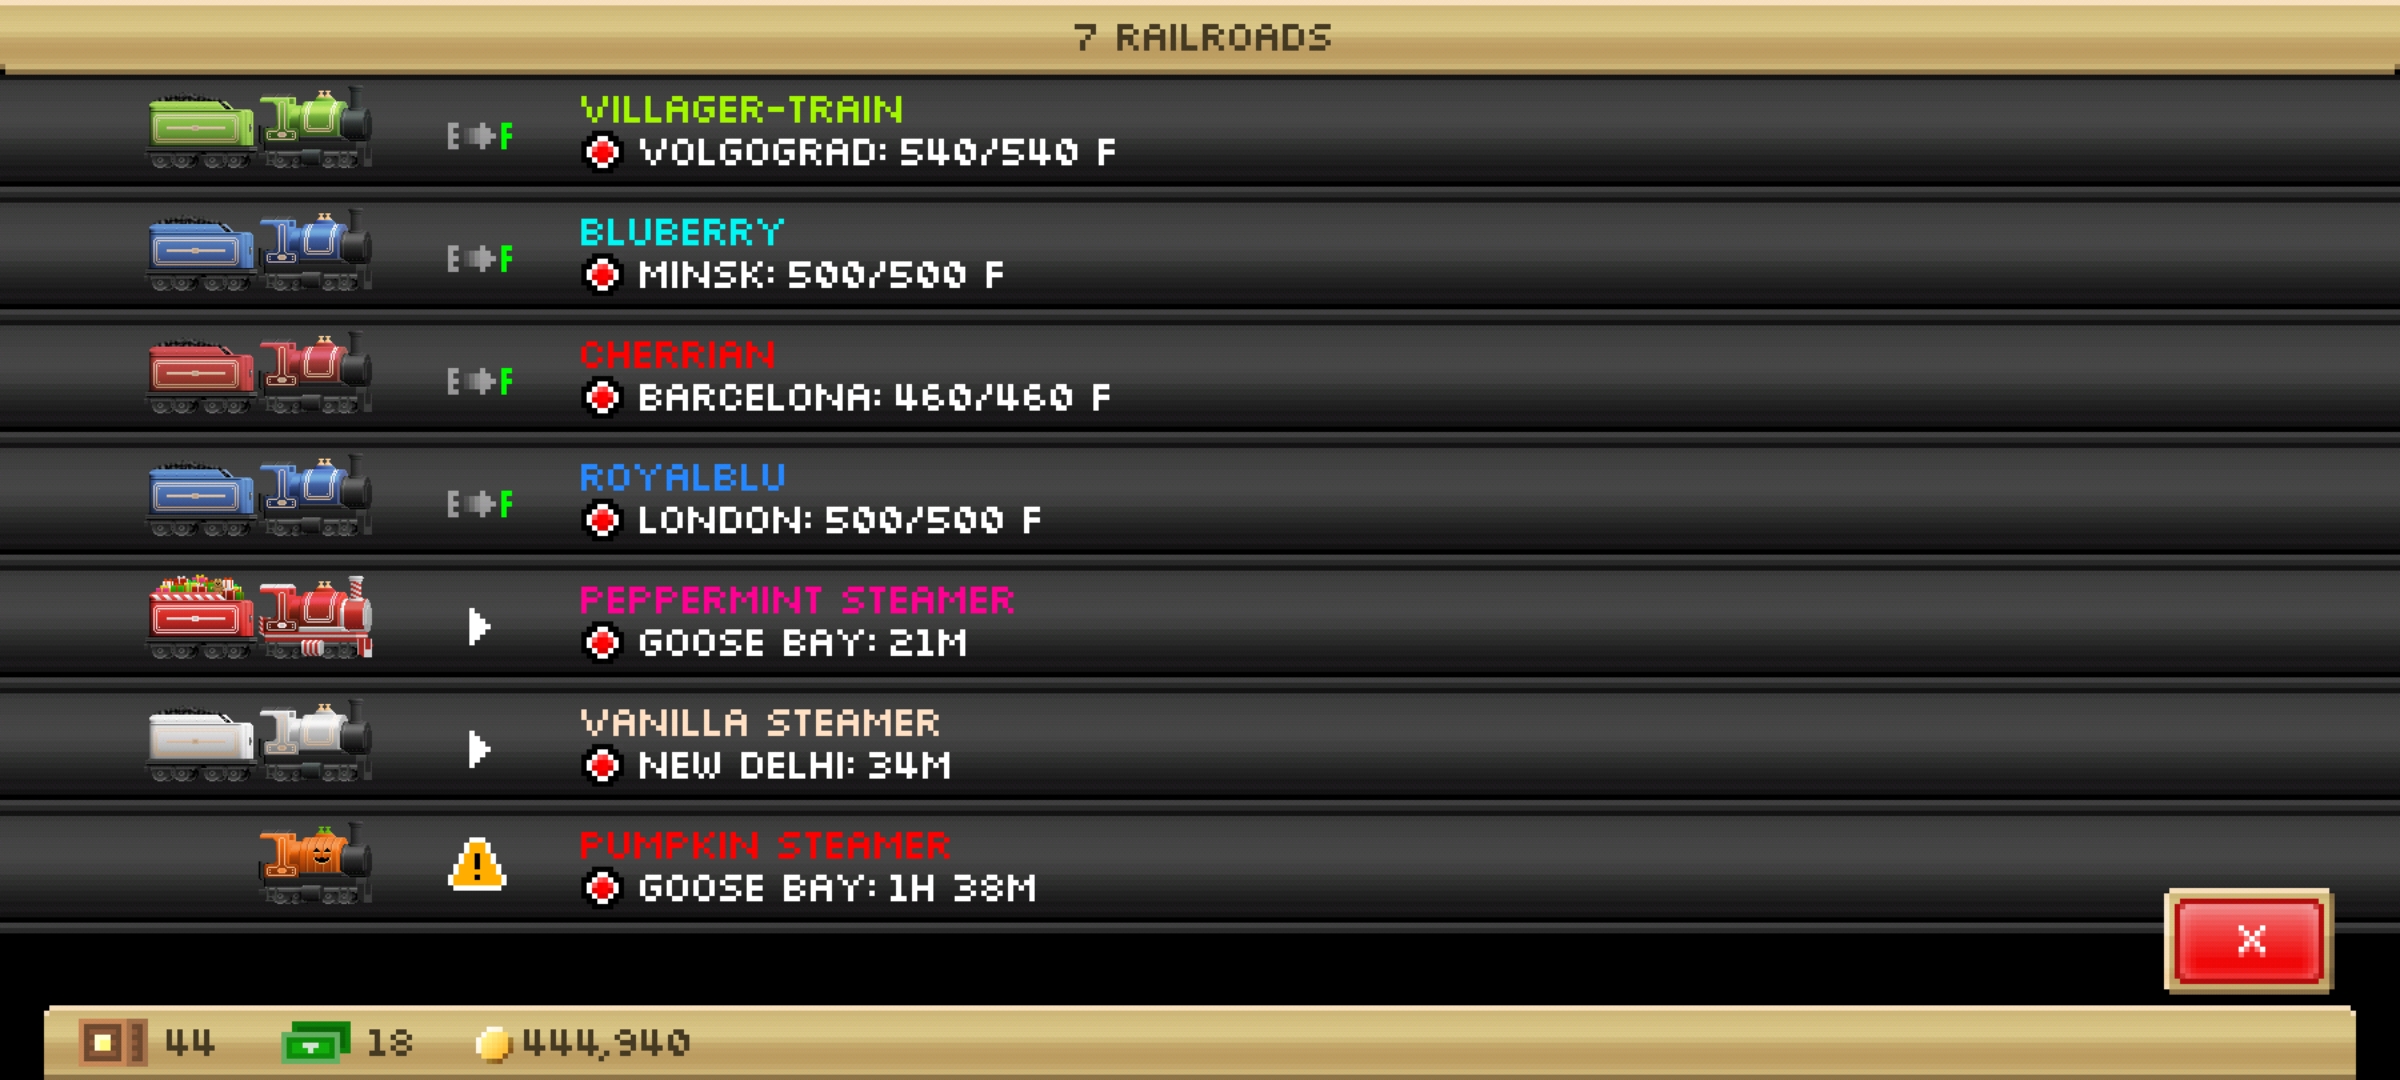 7 RAILROADS
VILLAGER-TRAIN
E F
VOLGOGRAD: 540/540 F
BLUBERRY
E F
MINSK: 500/500 F
CHERRIAN
E F
BARCELONA: 460/460 F
ROYALBLU
E F
LONDON: 500/500 F
PEPPERMINT STEAMER
GOOSE BAY: 21M
VANILLA STEAMER
NEW DELHI: 34M
PUMPKIN STEAMER
!
GOOSE BAY: 1H 38M
X
44 18 444,940